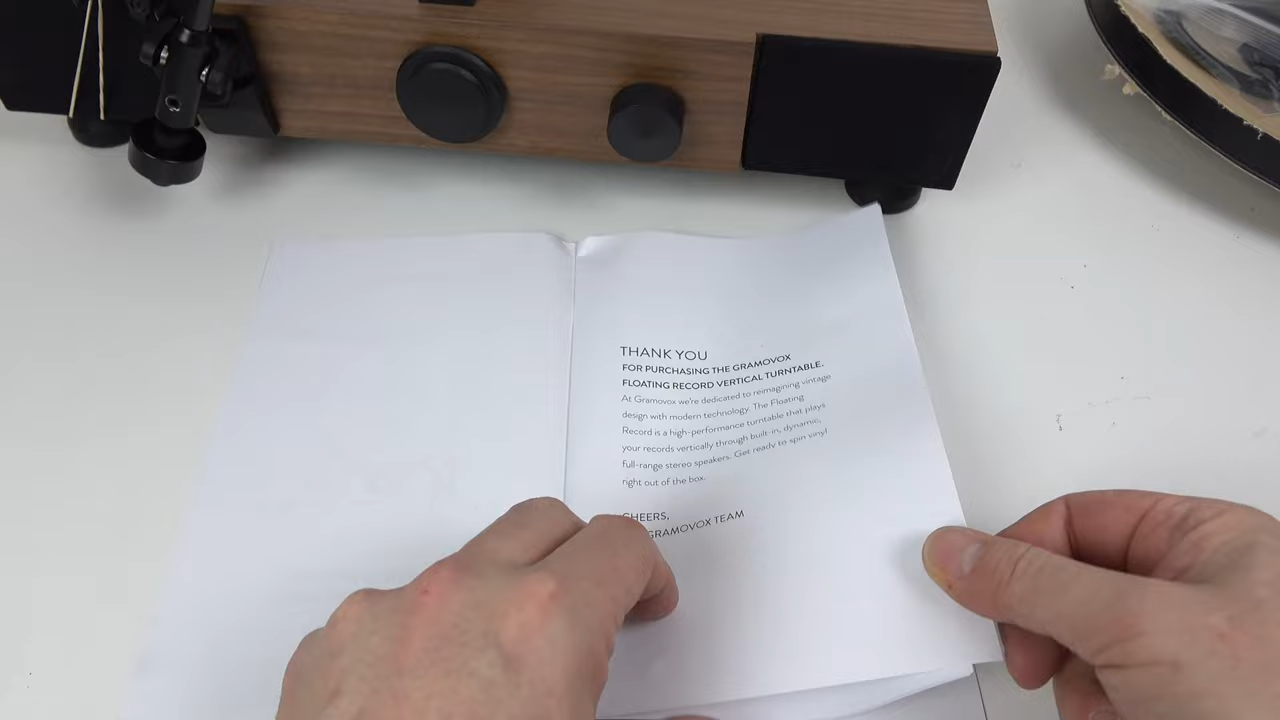 THANK YOU
FOR PURCHASING THE GRAMOVOX
FLOATING RECORD VERTICAL TURNTABLE.
At Gramovox we're dedicated to reimagining vintage
design with modern technology. The Floating
Record is a high-performance turntable that plays
your records vertically through built-in, dynamic,
full-range stereo speakers. Get ready to spin vinyl
right out of the box.
CHEERS,
GRAMOVOX TEAM